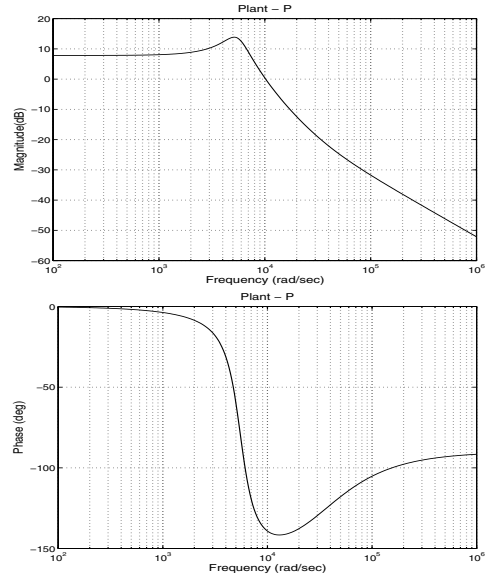 Plant – P
20
10
0
−10
−20
−30
−40
−50
−60
Magnitude(dB)
10^2 10^3 10^4 10^5 10^6
Frequency (rad/sec)
Plant – P
0
−50
−100
−150
Phase (deg)
10^2 10^3 10^4 10^5 10^6
Frequency (rad/sec)